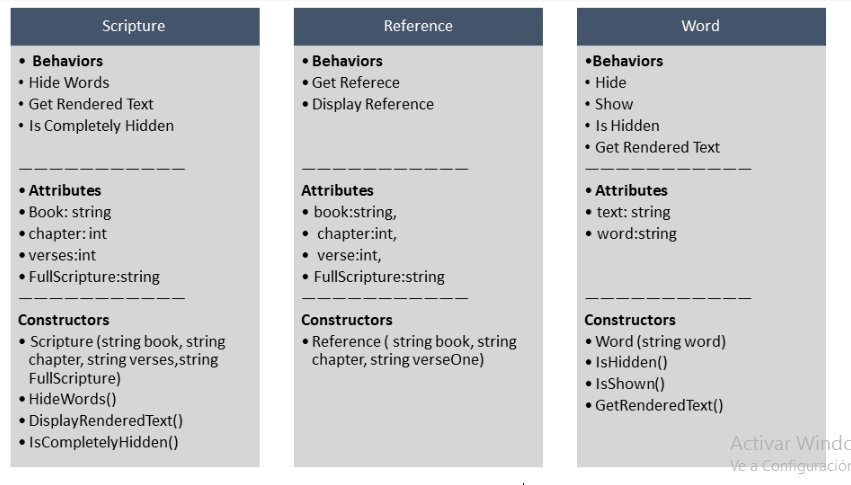 Scripture
• Behaviors
• Hide Words
• Get Rendered Text
• Is Completely Hidden
———————————
• Attributes
• Book: string
• chapter: int
• verses:int
• FullScripture:string
———————————
Constructors
• Scripture (string book, string
chapter, string verses,string
FullScripture)
• HideWords()
• DisplayRenderedText()
• IsCompletelyHidden()
Reference
• Behaviors
• Get Referece
• Display Reference
———————————
Attributes
• book:string,
• chapter:int,
• verse:int,
• FullScripture:string
———————————
Constructors
• Reference ( string book, string
chapter, string verseOne)
Word
•Behaviors
• Hide
• Show
• Is Hidden
• Get Rendered Text
———————————
• Attributes
• text: string
• word:string
———————————
Constructors
• Word (string word)
• IsHidden()
• IsShown()
• GetRenderedText()
Activar Windo
Ve a Configuración